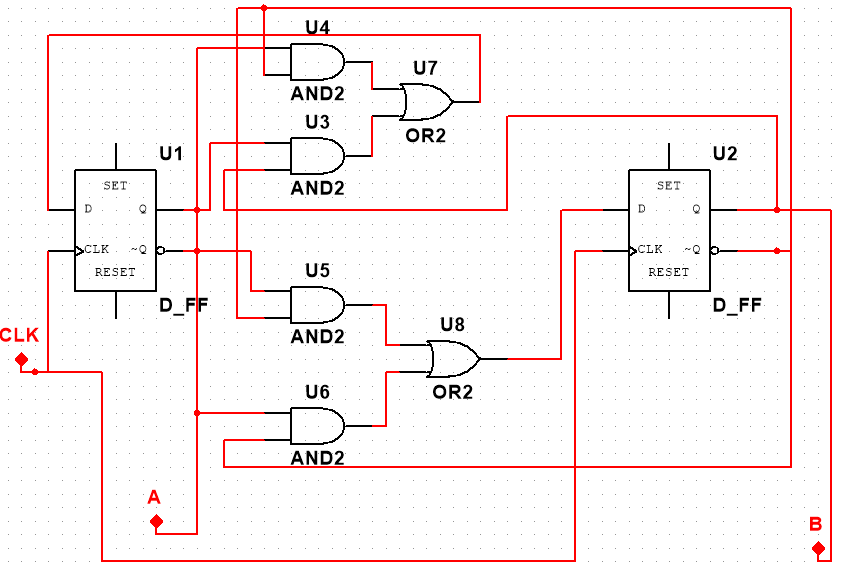 U4
AND2
U7
OR2
U3
AND2
U1
SET
D Q
CLK ~Q
RESET
D_FF
U2
SET
D Q
CLK ~Q
RESET
D_FF
U5
AND2
U8
OR2
U6
AND2
CLK
A
B